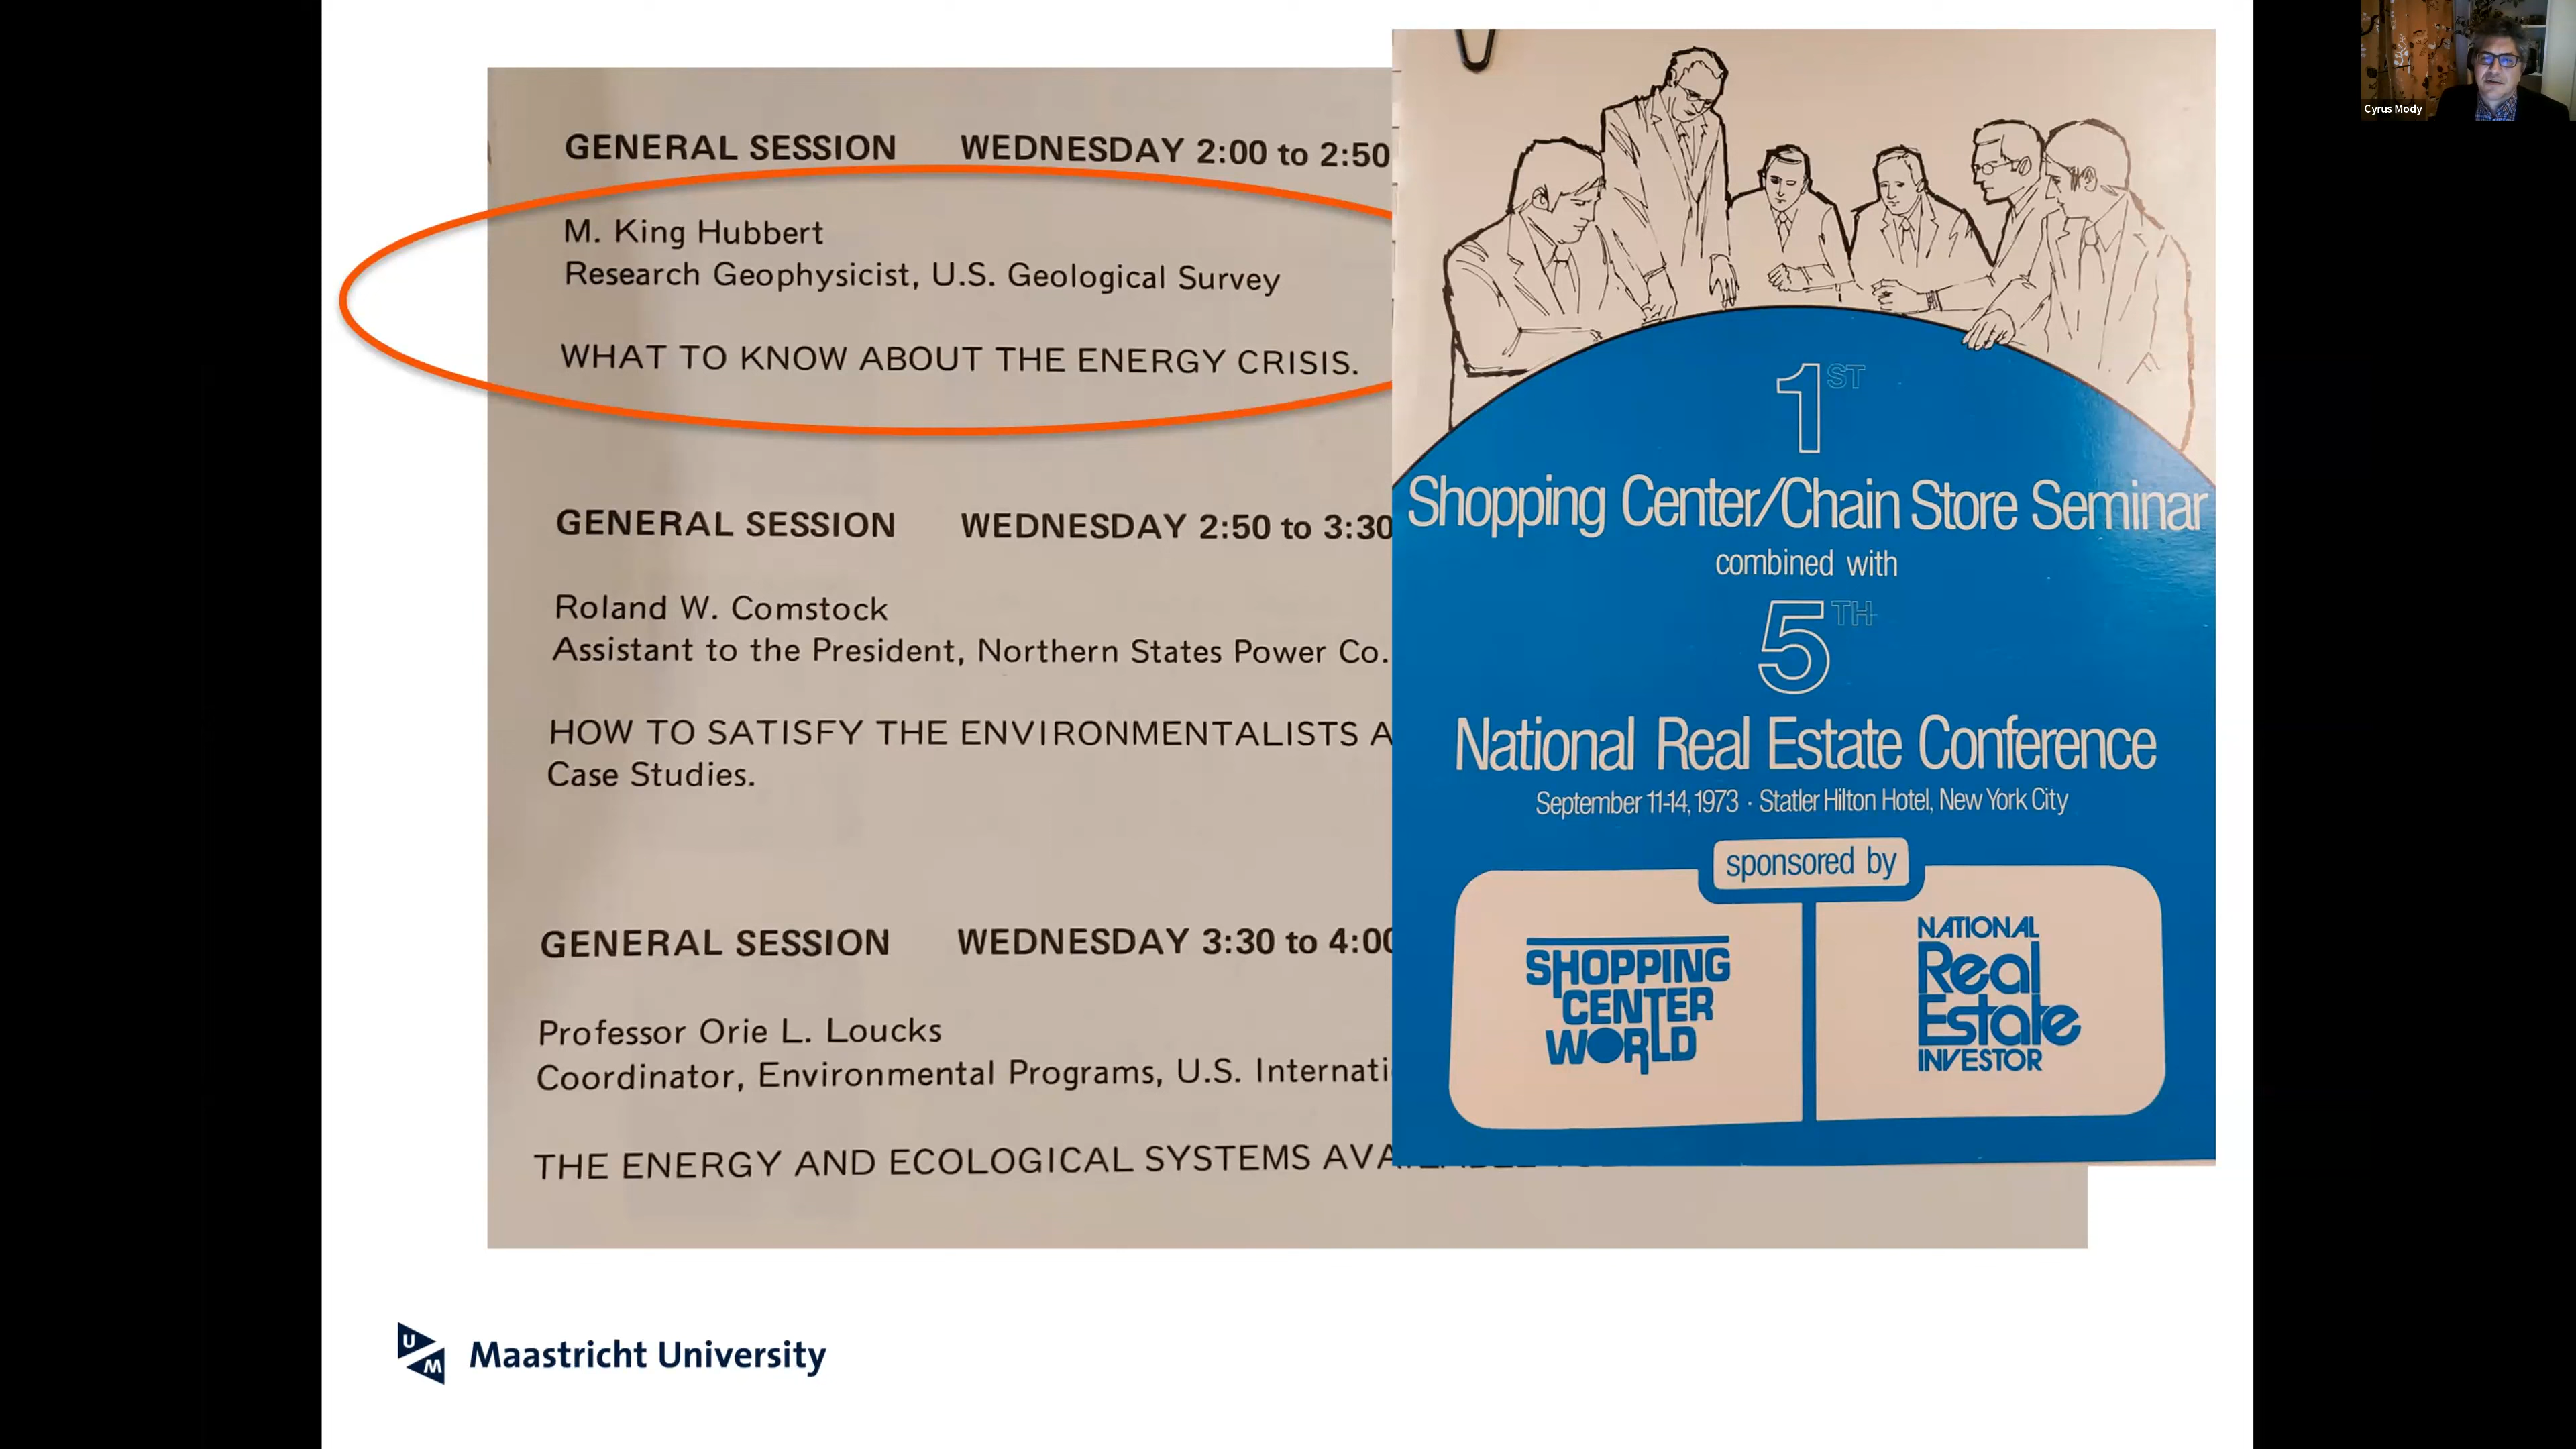 GENERAL SESSION WEDNESDAY 2:00 to 2:50
M. King Hubbert
Research Geophysicist, U.S. Geological Survey
WHAT TO KNOW ABOUT THE ENERGY CRISIS.
GENERAL SESSION WEDNESDAY 2:50 to 3:30
Roland W. Comstock
Assistant to the President, Northern States Power Co.
HOW TO SATISFY THE ENVIRONMENTALISTS
Case Studies.
GENERAL SESSION WEDNESDAY 3:30 to 4:00
Professor Orie L. Loucks
Coordinator, Environmental Programs, U.S.
THE ENERGY AND ECOLOGICAL SYSTEMS
1ST
Shopping Center/Chain Store Seminar
combined with
5TH
National Real Estate Conference
September 11-14, 1973 · Statler Hilton Hotel, New York City
sponsored by
SHOPPING
CENTER
WORLD
NATIONAL
Real
Estate
INVESTOR
Cyrus Mody
UM
Maastricht University